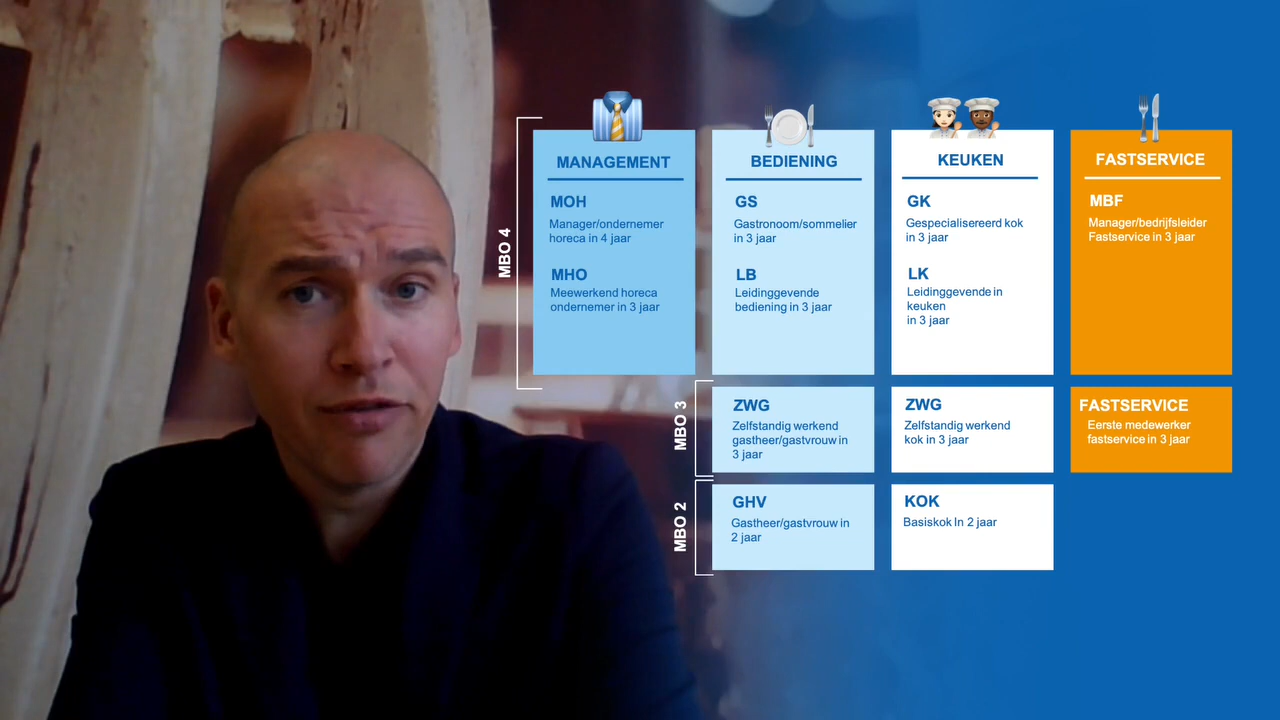 MBO 4
MANAGEMENT
MOH
Manager/ondernemer
horeca in 4 jaar
MHO
Meewerkend horeca
ondernemer in 3 jaar
BEDIENING
GS
Gastronoom/sommelier
in 3 jaar
LB
Leidinggevende
bediening in 3 jaar
KEUKEN
GK
Gespecialisereerd kok
in 3 jaar
LK
Leidinggevende in
keuken
in 3 jaar
FASTSERVICE
MBF
Manager/bedrijfsleider
Fastservice in 3 jaar
MBO 3
ZWG
Zelfstandig werkend
gastheer/gastvrouw in
3 jaar
ZWG
Zelfstandig werkend
kok in 3 jaar
FASTSERVICE
Eerste medewerker
fastservice in 3 jaar
MBO 2
GHV
Gastheer/gastvrouw in
2 jaar
KOK
Basiskok In 2 jaar